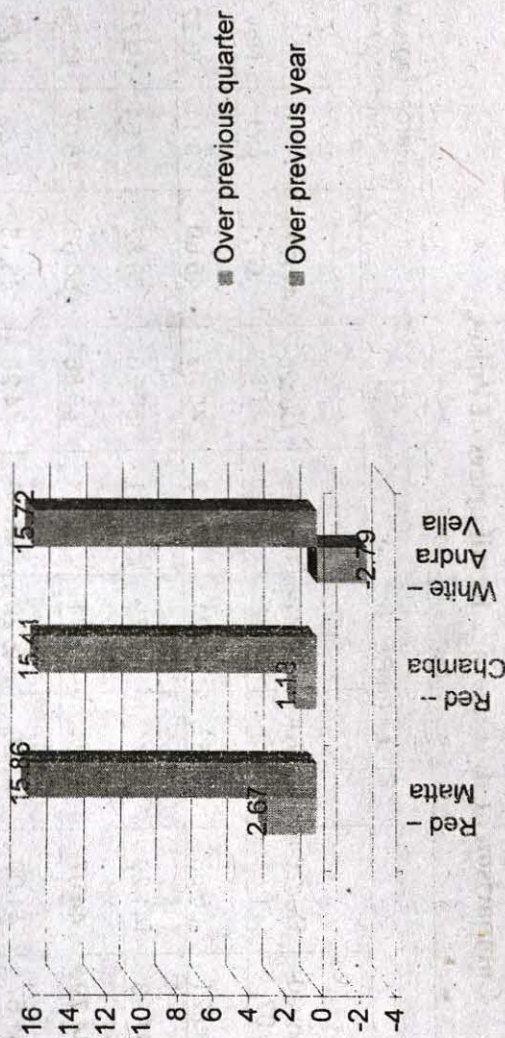 16
14
12
10
8
6
4
2
0
-2
-4
2.67
15.86
1.13
15.41
-2.79
15.72
Red –
Matta
Red –
Chamba
White –
Andra
Vella
Over previous quarter
Over previous year